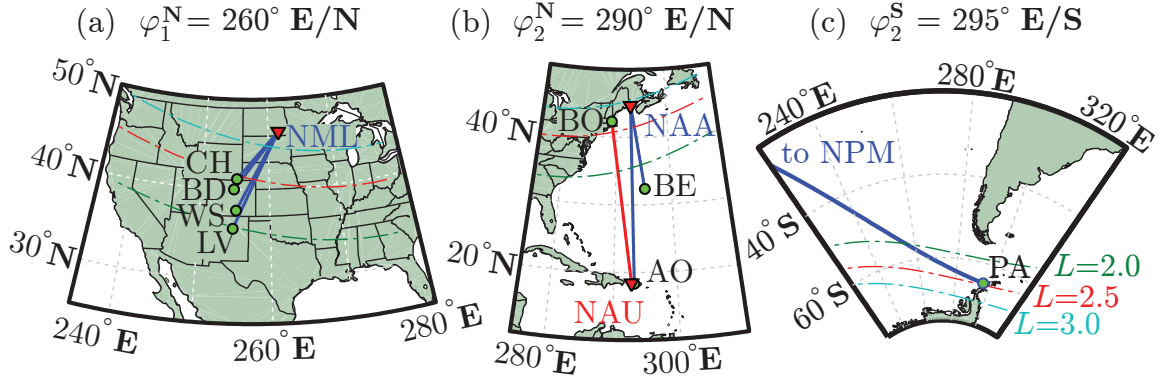 (a) φ₁ᴺ = 260° E/N
50°N
40°N
30°N
240°E
260°E
280°E
NML
CH
BD
WS
LV
(b) φ₂ᴺ = 290° E/N
40°N
20°N
280°E
300°E
BO
NAA
BE
AO
NAU
(c) φ₂ˢ = 295° E/S
240°E
280°E
320°E
to NPM
40°S
60°S
PA
L=2.0
L=2.5
L=3.0